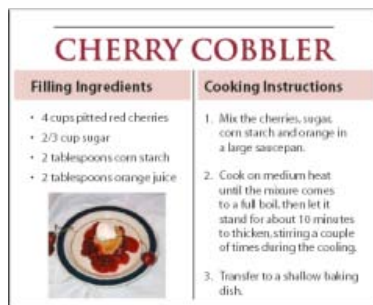 CHERRY COBBLER
Filling Ingredients
• 4 cups pitted red cherries
• 2/3 cup sugar
• 2 tablespoons corn starch
• 2 tablespoons orange juice
Cooking Instructions
1. Mix the cherries, sugar,
corn starch and orange in
a large saucepan.
2. Cook on medium heat
until the mixure comes
to a full boil, then let it
stand for about 10 minutes
to thicken, stirring a couple
of times during the cooling.
3. Transfer to a shallow baking
dish.